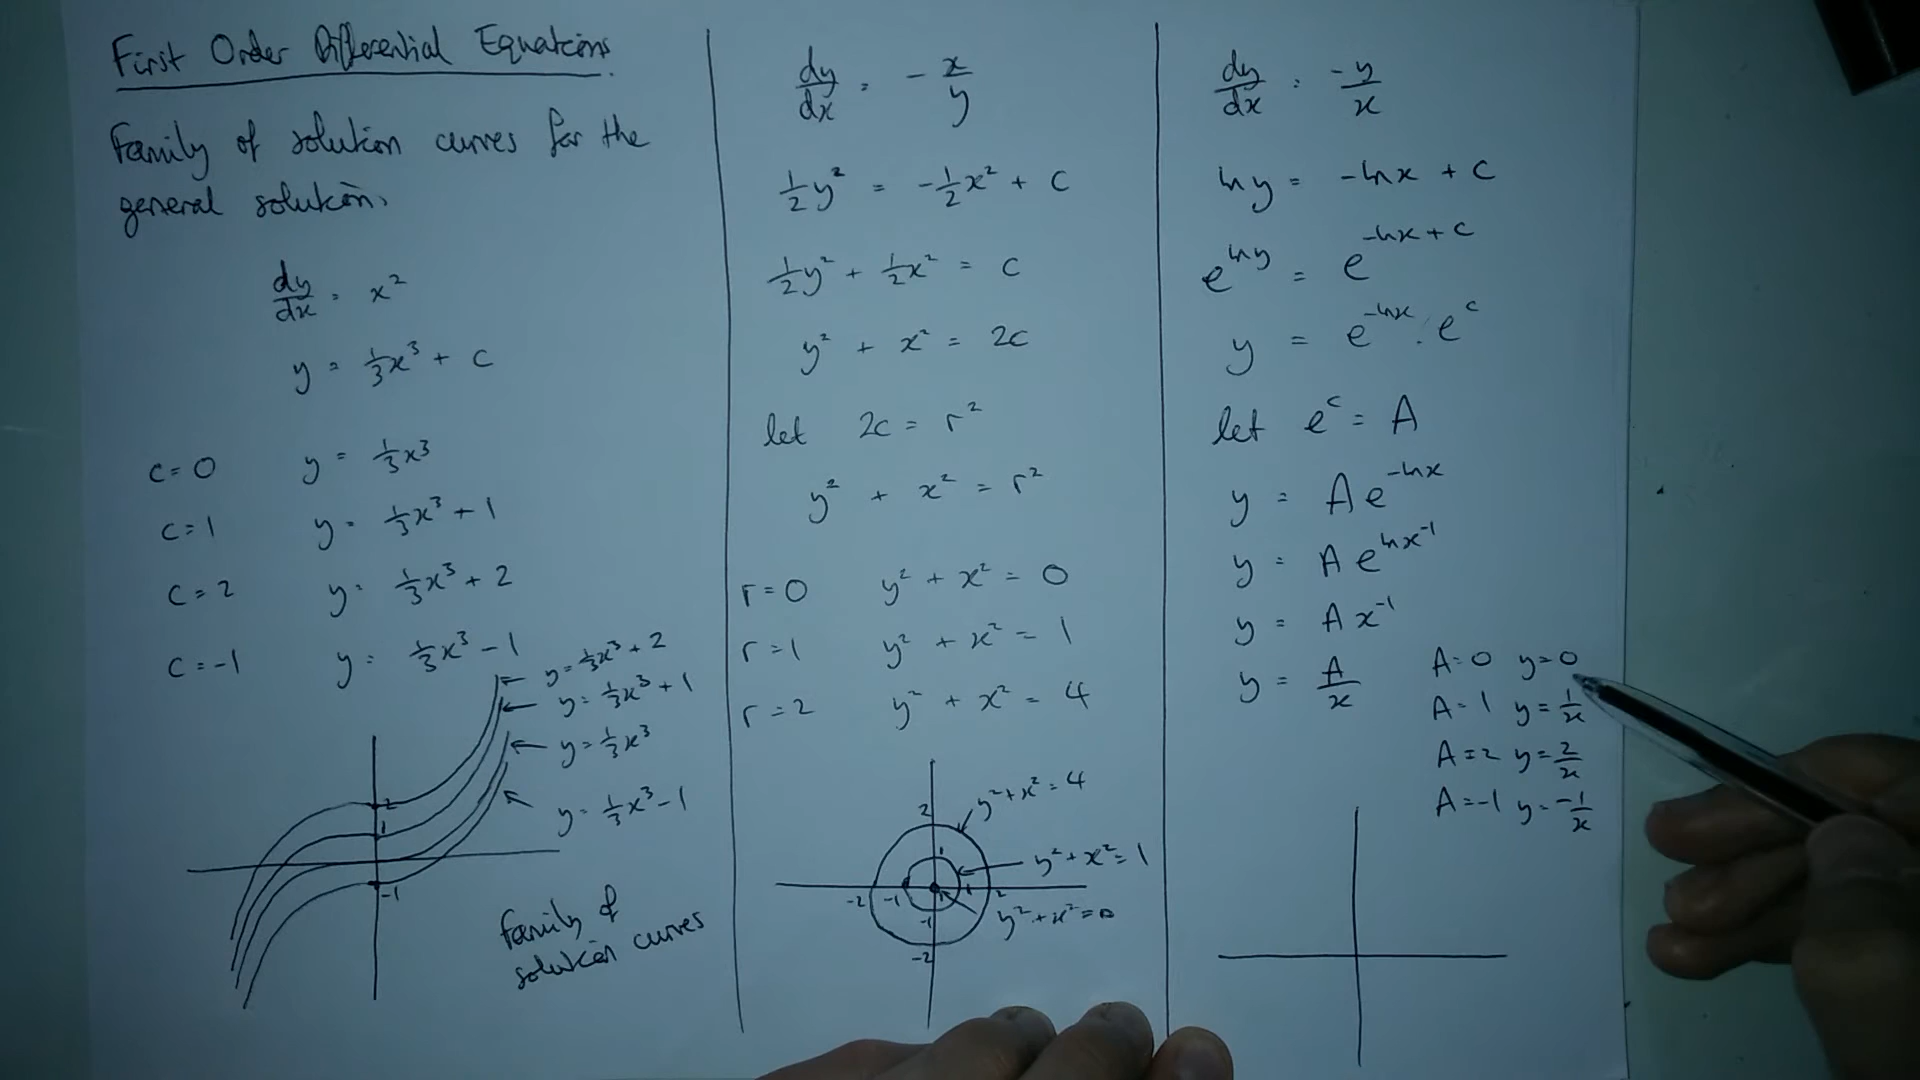 First Order Differential Equations
Family of solution curves for the
general solution.
dy/dx = x²
y = 1/3x³ + c
c = 0 y = 1/3x³
c = 1 y = 1/3x³ + 1
c = 2 y = 1/3x³ + 2
c = -1 y = 1/3x³ - 1
y = 1/3x³ + 2
y = 1/3x³ + 1
y = 1/3x³
y = 1/3x³ - 1
2
1
-1
Family of
solution curves
dy/dx = - x/y
1/2y² = -1/2x² + c
1/2y² + 1/2x² = c
y² + x² = 2c
let 2c = r²
y² + x² = r²
r = 0 y² + x² = 0
r = 1 y² + x² = 1
r = 2 y² + x² = 4
y² + x² = 4
2
1
y² + x² = 1
-2 -1 1 2
y² + x² = 0
-1
-2
dy/dx = -y/x
ln y = -ln x + c
e^(ln y) = e^(-ln x + c)
y = e^(-ln x) . e^c
let e^c = A
y = A e^(-ln x)
y = A e^(ln x⁻¹)
y = A x⁻¹
y = A/x
A = 0 y = 0
A = 1 y = 1/x
A = 2 y = 2/x
A = -1 y = -1/x